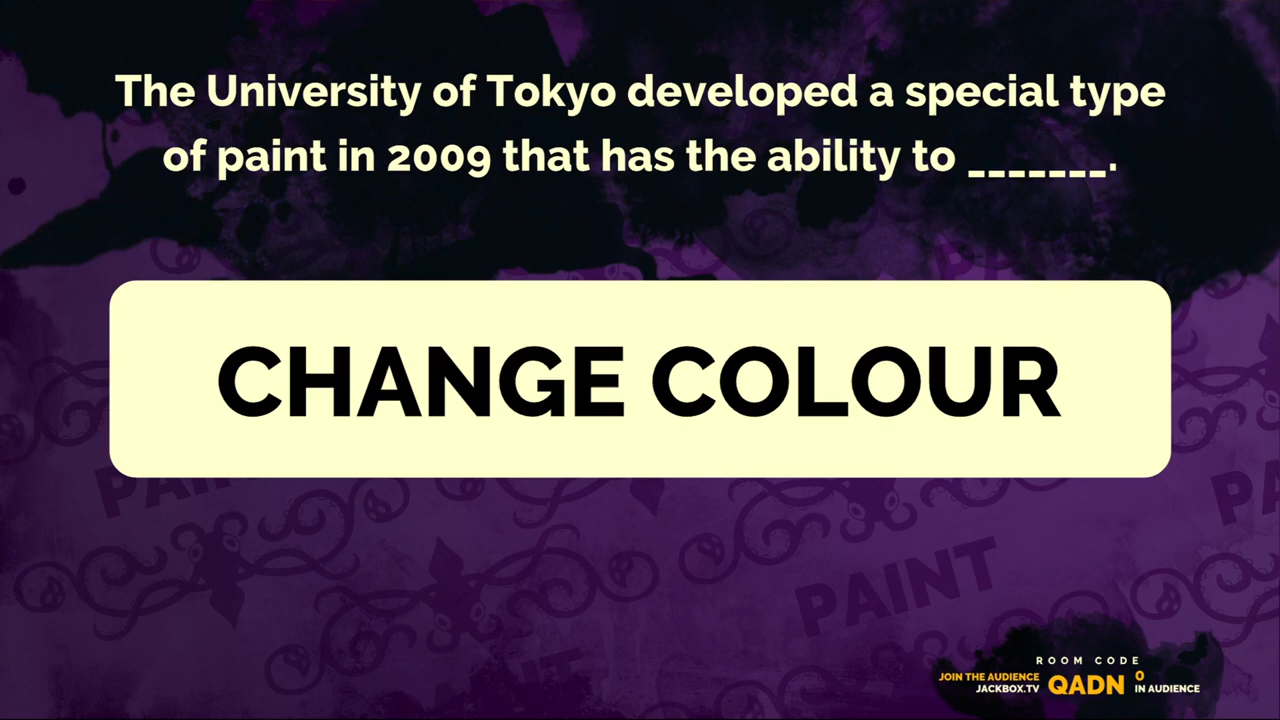 The University of Tokyo developed a special type
of paint in 2009 that has the ability to _______.
CHANGE COLOUR
PAINT
PAINT
ROOM CODE
JOIN THE AUDIENCE
JACKBOX.TV
QADN
0
IN AUDIENCE